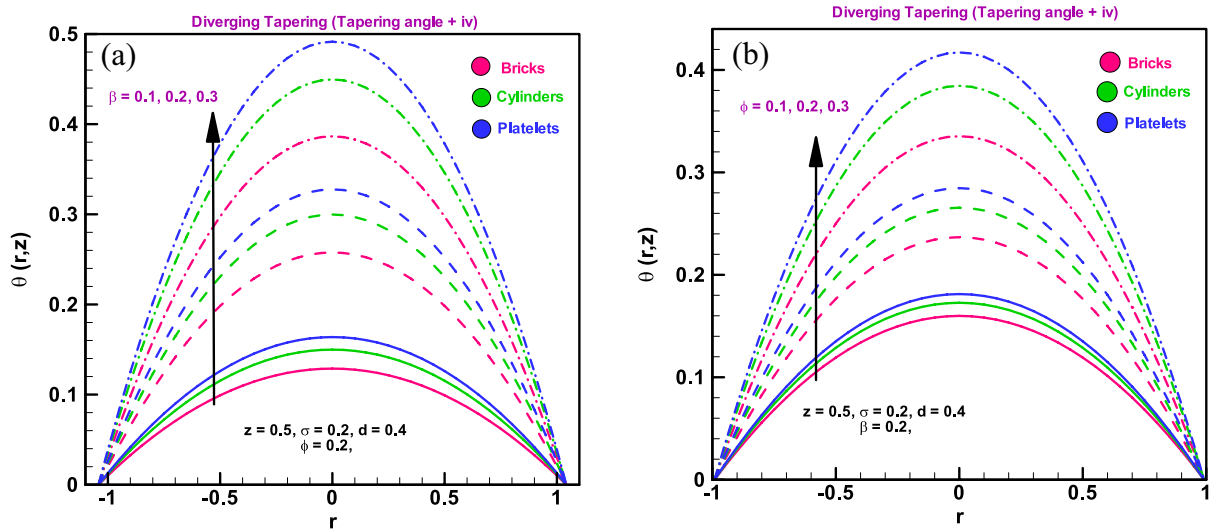 Diverging Tapering (Tapering angle + iv)
(a)
0.5
0.4
0.3
0.2
0.1
0
θ (r,z)
β = 0.1, 0.2, 0.3
Bricks
Cylinders
Platelets
z = 0.5, σ = 0.2, d = 0.4
ϕ = 0.2,
-1
-0.5
0
0.5
1
r
Diverging Tapering (Tapering angle + iv)
(b)
0.4
0.3
0.2
0.1
0
θ (r,z)
ϕ = 0.1, 0.2, 0.3
Bricks
Cylinders
Platelets
z = 0.5, σ = 0.2, d = 0.4
β = 0.2,
-1
-0.5
0
0.5
1
r